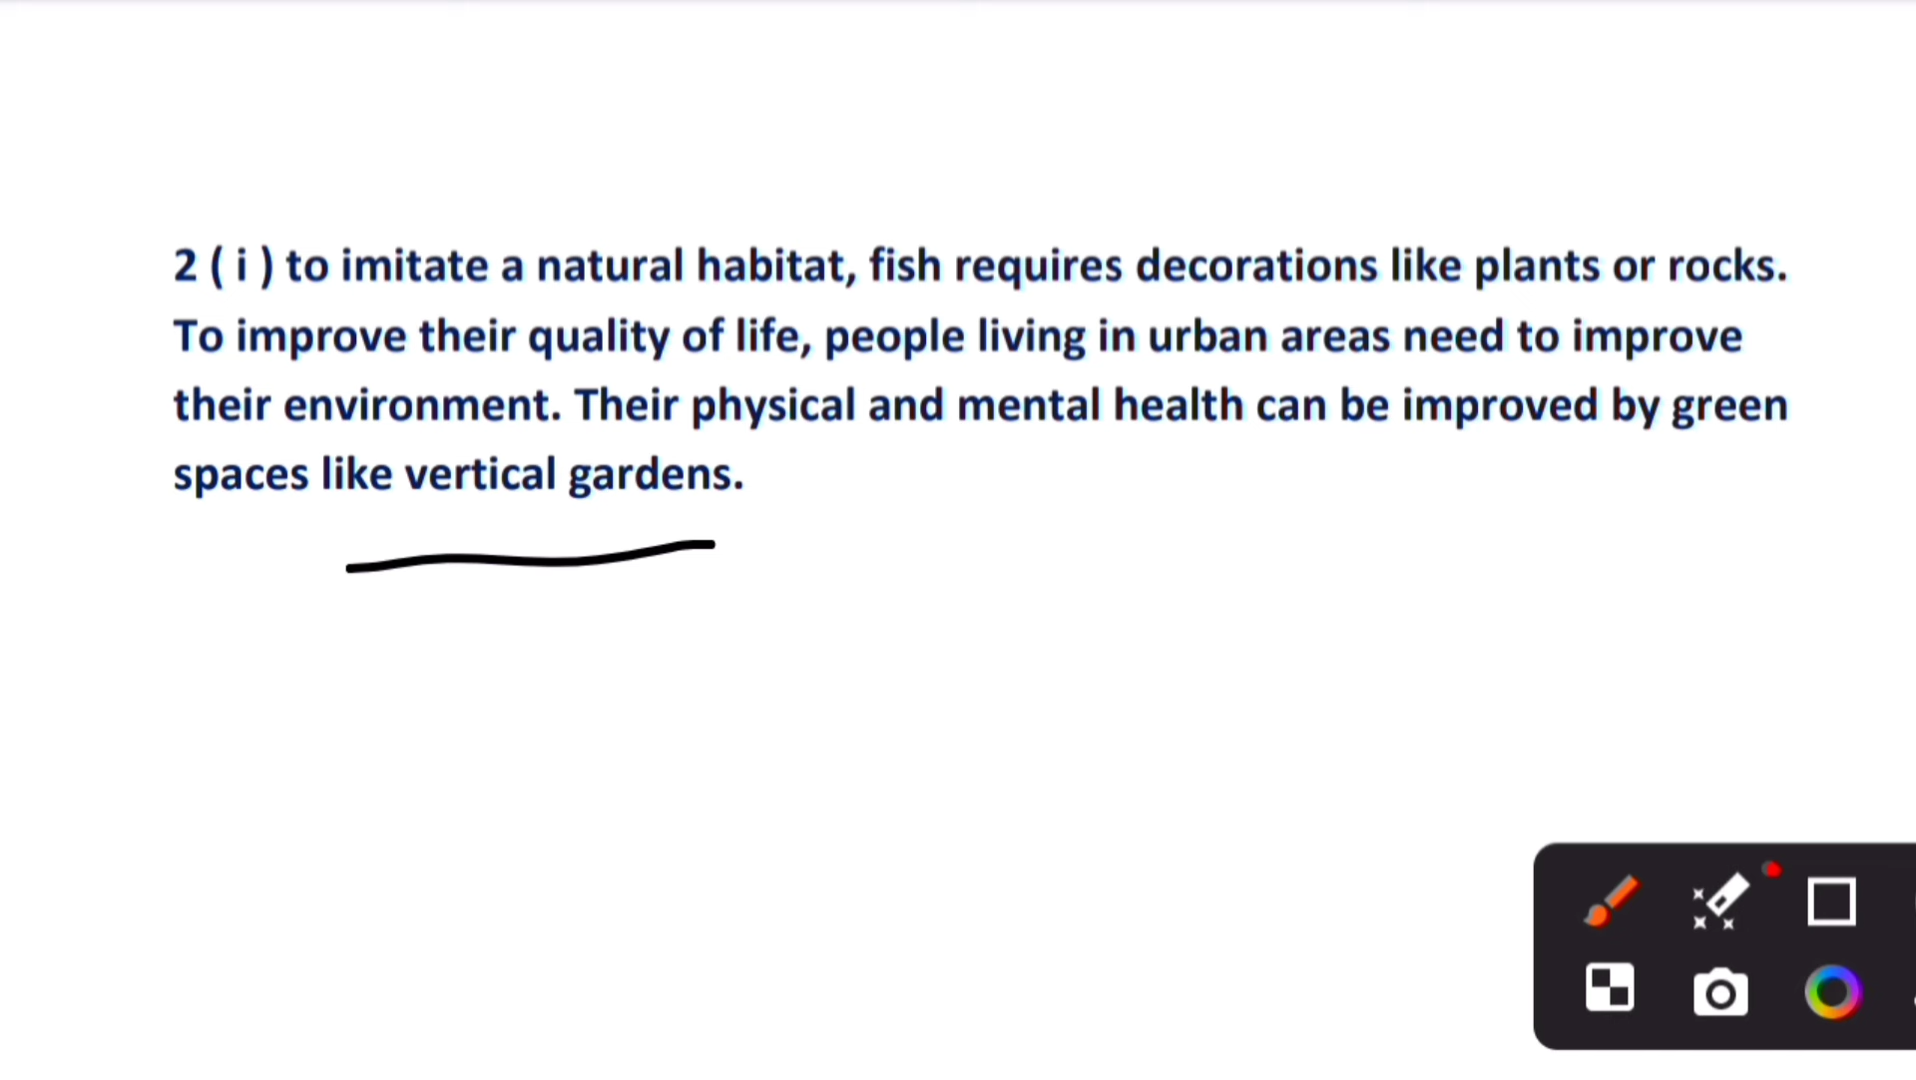 2 ( i ) to imitate a natural habitat, fish requires decorations like plants or rocks.
To improve their quality of life, people living in urban areas need to improve
their environment. Their physical and mental health can be improved by green
spaces like vertical gardens.